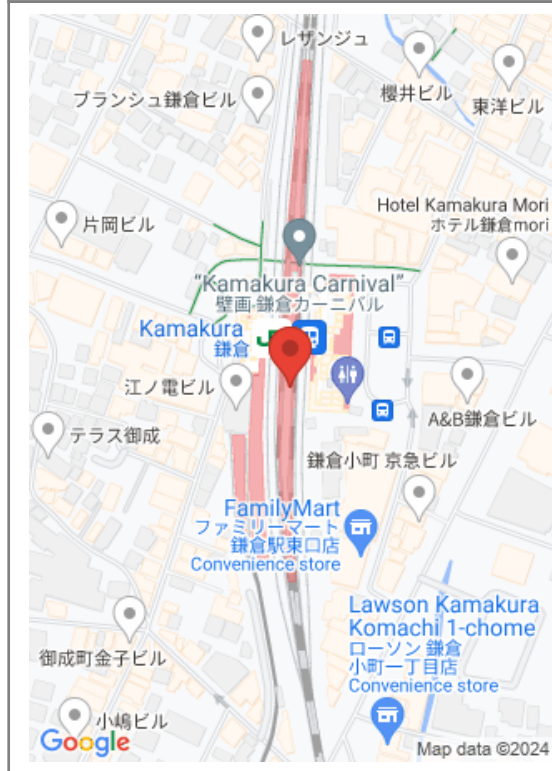 レザンジュ
ブランシュ鎌倉ビル
櫻井ビル
東洋ビル
Hotel Kamakura Mori
ホテル鎌倉mori
片岡ビル
“Kamakura Carnival”
壁画 鎌倉カーニバル
Kamakura
鎌倉
江ノ電ビル
A&B鎌倉ビル
テラス御成
鎌倉小町 京急ビル
FamilyMart
ファミリーマート
鎌倉駅東口店
Convenience store
Lawson Kamakura
Komachi 1-chome
ローソン 鎌倉
小町一丁目店
Convenience store
御成町金子ビル
小嶋ビル
Google
Map data ©2024